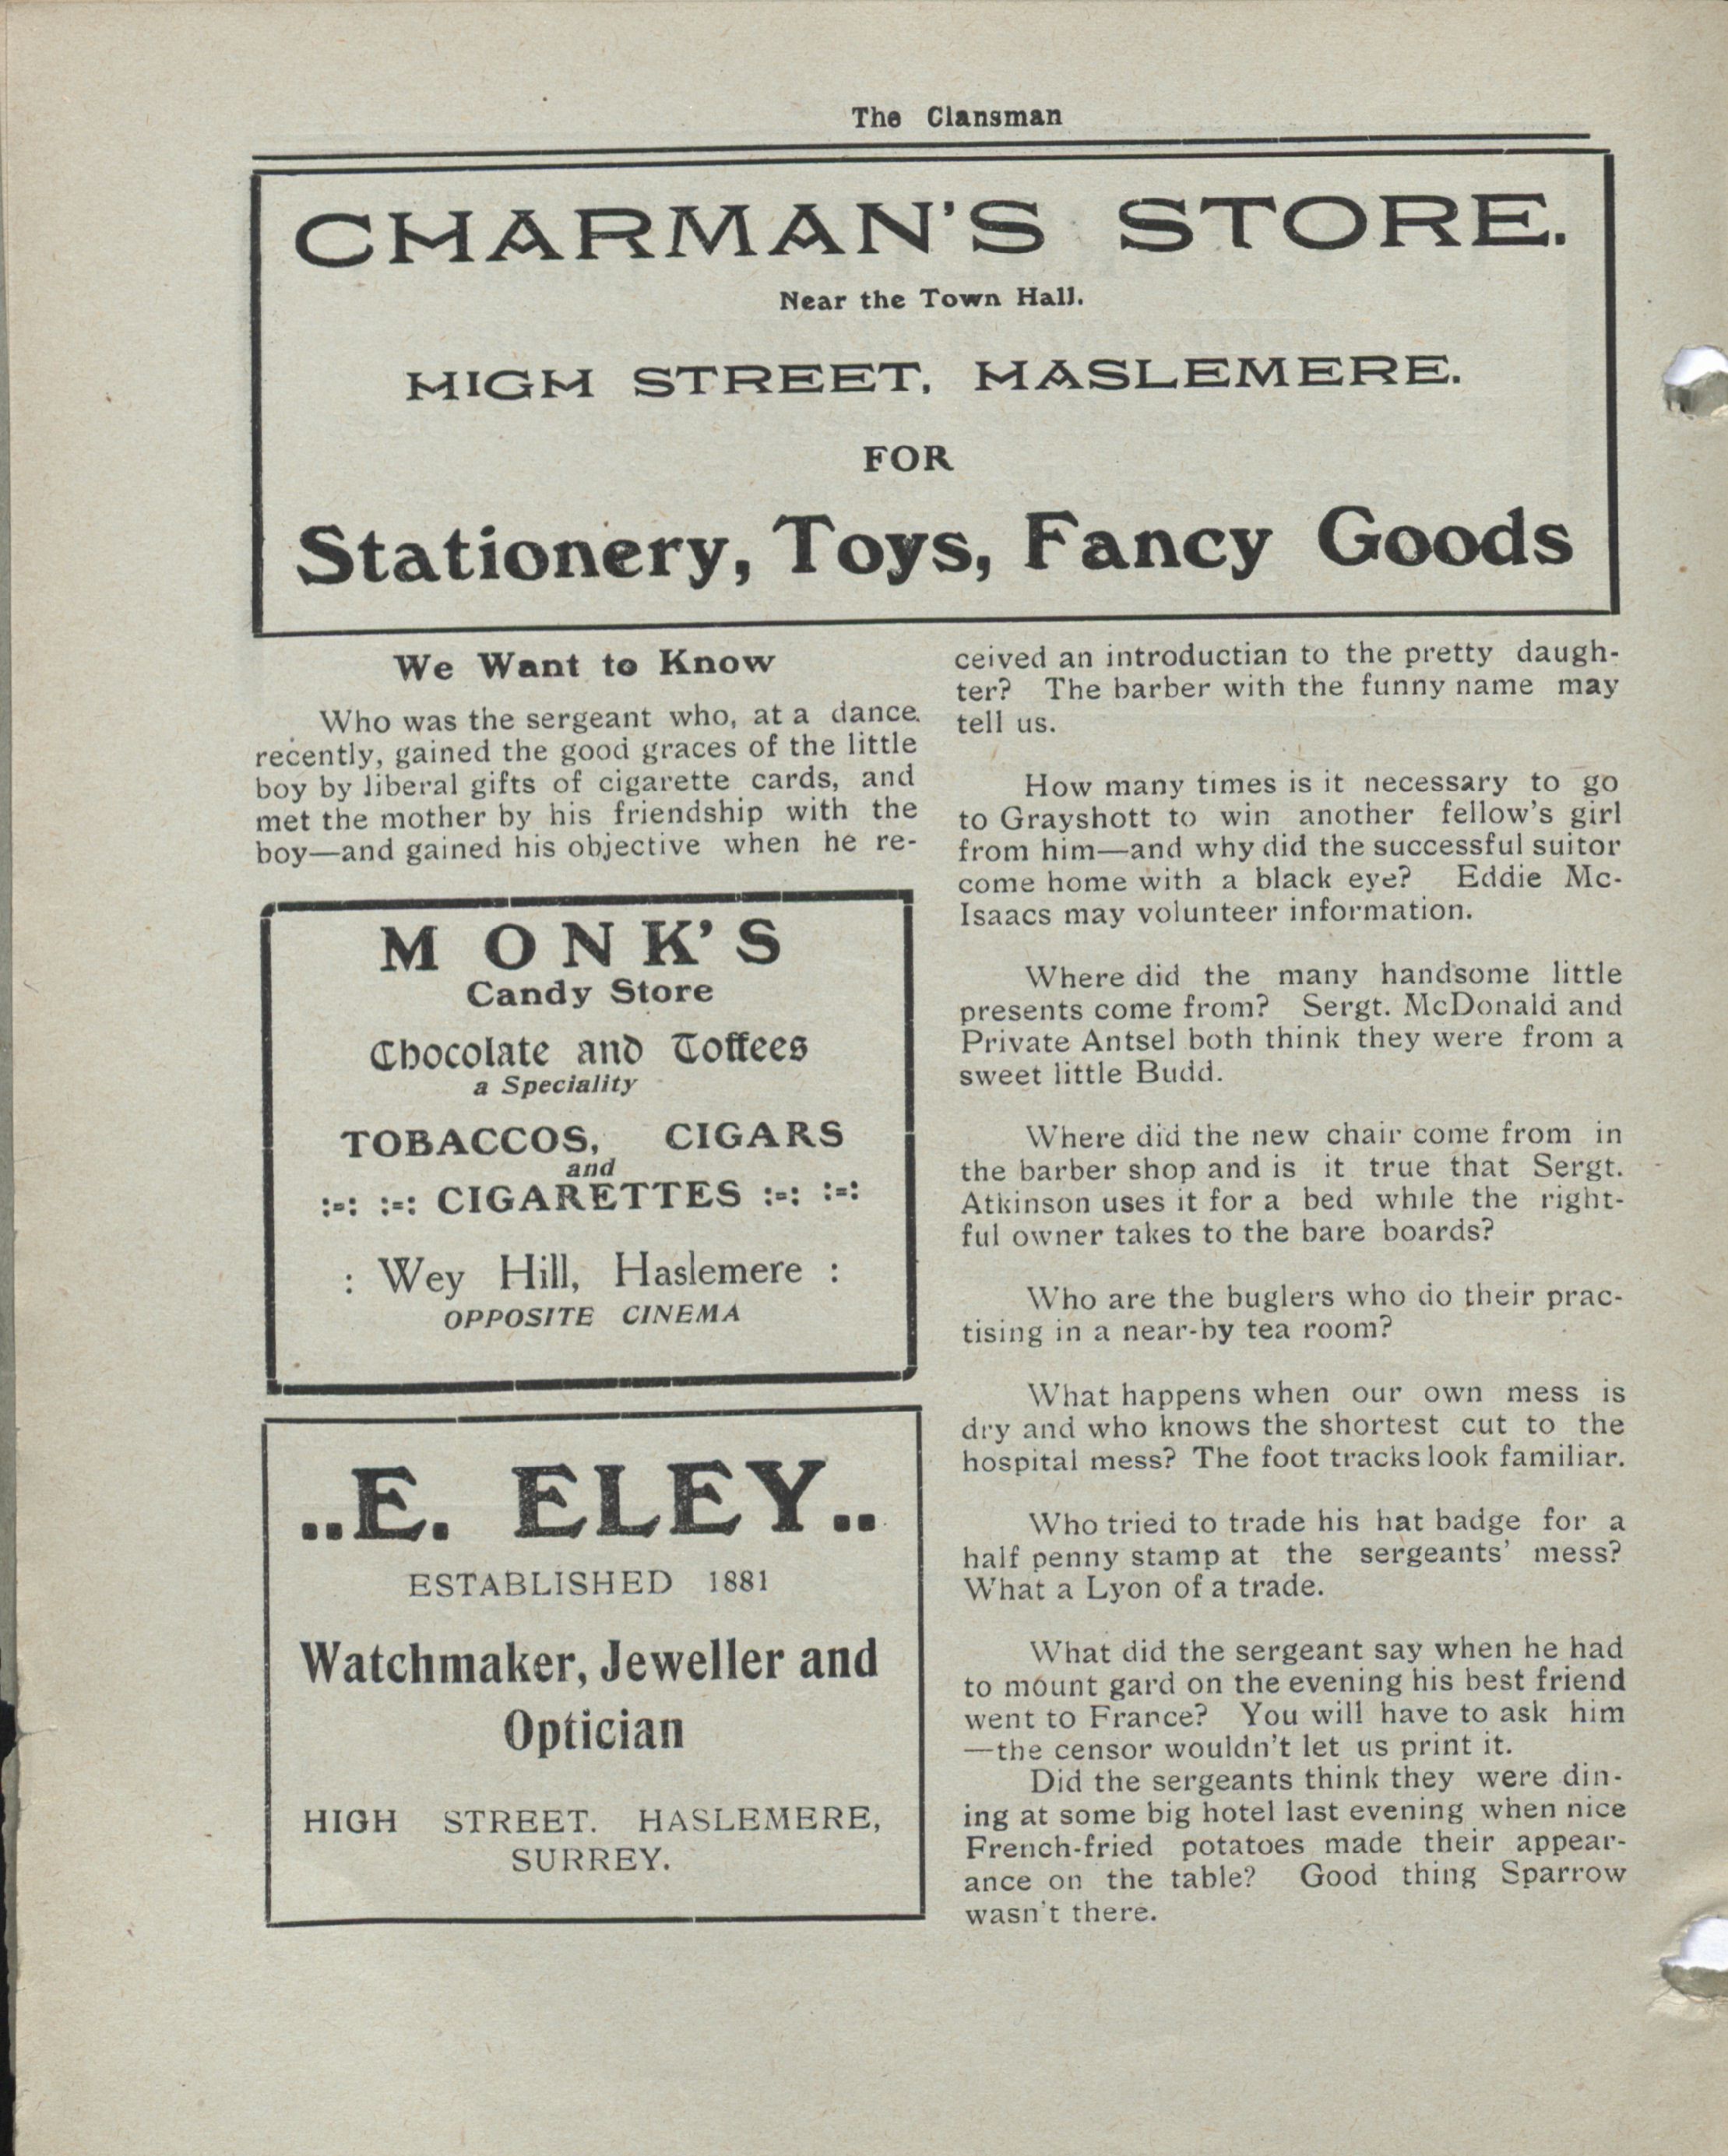 The Clansman
CHARMAN'S STORE.
Near the Town Hall.
HIGH STREET, HASLEMERE.
FOR
Stationery, Toys, Fancy Goods
We Want to Know
Who was the sergeant who, at a dance.
recently, gained the good graces of the little
boy by liberal gifts of cigarette cards, and
met the mother by his friendship with the
boy—and gained his objective when he re-
MONK'S
Candy Store
Chocolate and Toffees
a Speciality
TOBACCOS, CIGARS
and
:-: :-: CIGARETTES :-: :-:
: Wey Hill, Haslemere :
OPPOSITE CINEMA
..E. ELEY..
ESTABLISHED 1881
Watchmaker, Jeweller and
Optician
HIGH STREET. HASLEMERE,
SURREY.
ceived an introductian to the pretty daugh-
ter? The barber with the funny name may
tell us.
How many times is it necessary to go
to Grayshott to win another fellow's girl
from him—and why did the successful suitor
come home with a black eye? Eddie Mc-
Isaacs may volunteer information.
Where did the many handsome little
presents come from? Sergt. McDonald and
Private Antsel both think they were from a
sweet little Budd.
Where did the new chair come from in
the barber shop and is it true that Sergt.
Atkinson uses it for a bed while the right-
ful owner takes to the bare boards?
Who are the buglers who do their prac-
tising in a near-by tea room?
What happens when our own mess is
dry and who knows the shortest cut to the
hospital mess? The foot tracks look familiar.
Who tried to trade his hat badge for a
half penny stamp at the sergeants' mess?
What a Lyon of a trade.
What did the sergeant say when he had
to mount gard on the evening his best friend
went to France? You will have to ask him
—the censor wouldn't let us print it.
Did the sergeants think they were din-
ing at some big hotel last evening when nice
French-fried potatoes made their appear-
ance on the table? Good thing Sparrow
wasn't there.